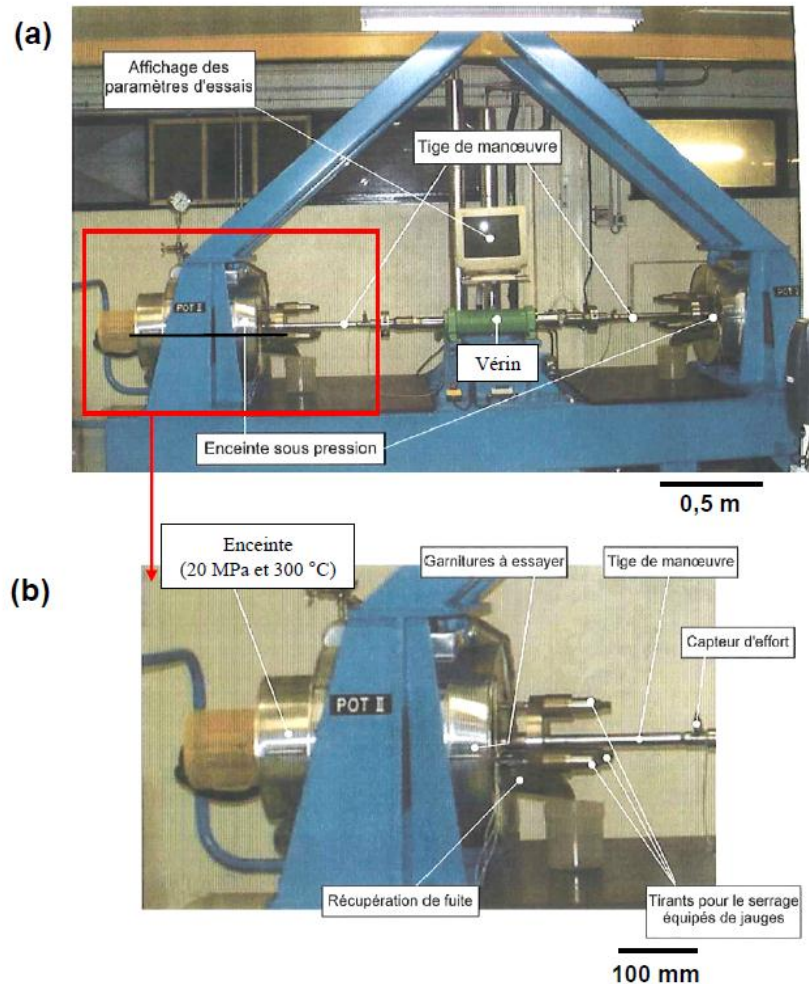 (a)
Affichage des
paramètres d'essais
Tige de manœuvre
POT II
Vérin
Enceinte sous pression
0,5 m
Enceinte
(20 MPa et 300 °C)
(b)
Garnitures à essayer
Tige de manœuvre
Capteur d'effort
POT II
Récupération de fuite
Tirants pour le serrage
équipés de jauges
100 mm